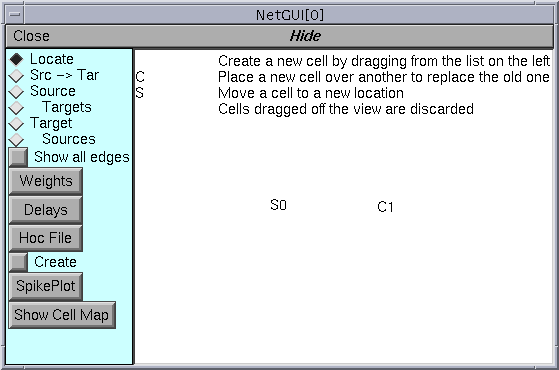 NetGUI[0]
Close Hide
Locate
Src -> Tar
Source
Targets
Target
Sources
Show all edges
Weights
Delays
Hoc File
Create
SpikePlot
Show Cell Map
Create a new cell by dragging from the list on the left
C Place a new cell over another to replace the old one
S Move a cell to a new location
Cells dragged off the view are discarded
S0 C1